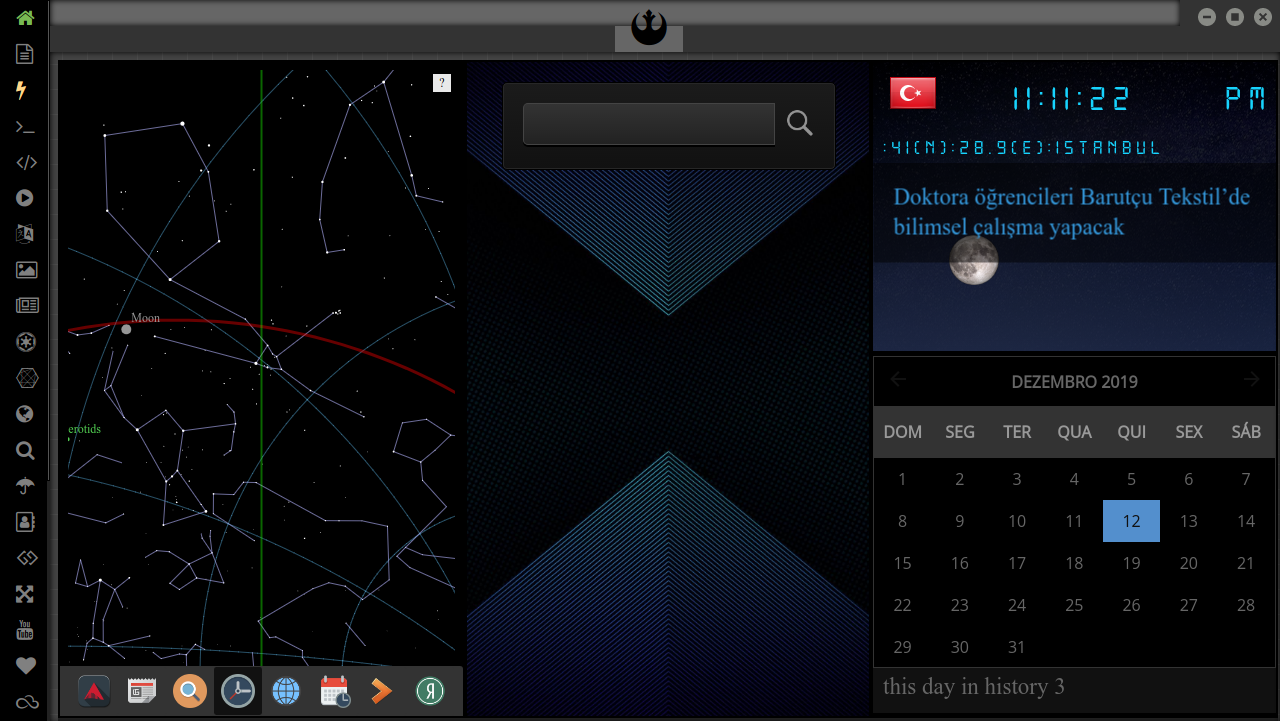 ?
Moon
erotids
11:11:22 PM
:41(N):28.9(E):ISTANBUL
Doktora öğrencileri Barutçu Tekstil’de
bilimsel çalışma yapacak
DEZEMBRO 2019
DOM SEG TER QUA QUI SEX SÁB
1 2 3 4 5 6 7
8 9 10 11 12 13 14
15 16 17 18 19 20 21
22 23 24 25 26 27 28
29 30 31
this day in history 3
You
Tube